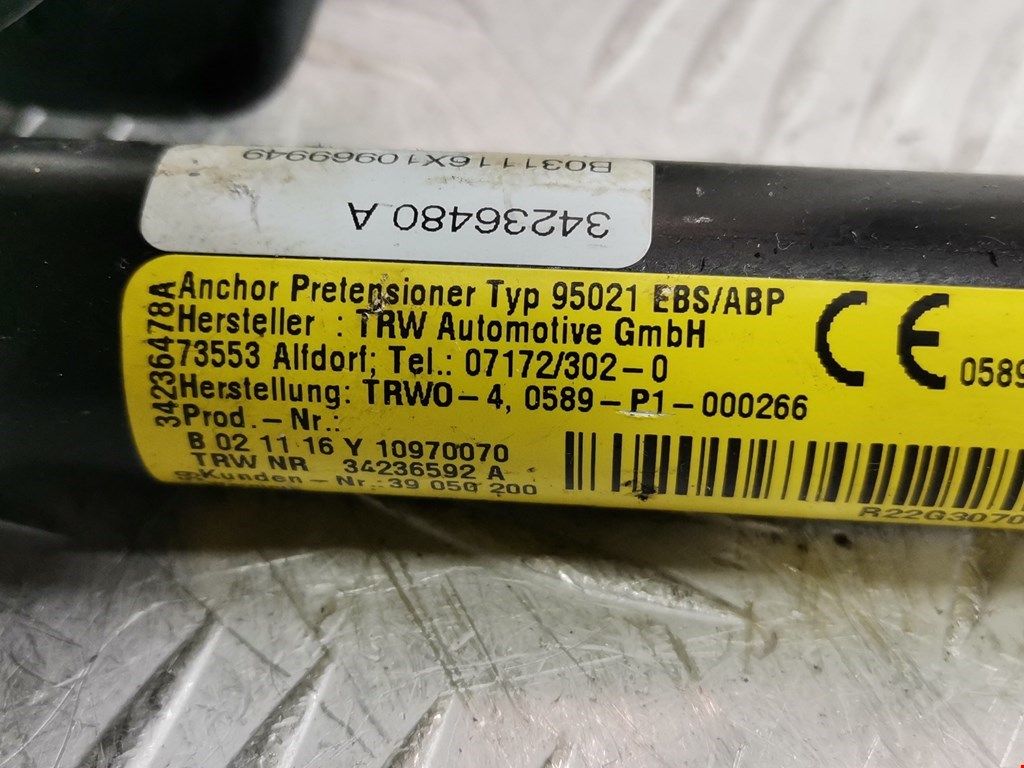 B031116X10969949
34236480 A
34236478A
Anchor Pretensioner Typ 95021 EBS/ABP
Hersteller : TRW Automotive GmbH
73553 Alfdorf; Tel.: 07172/302-0
Herstellung: TRWO-4, 0589-P1-000266
Prod.-Nr.:
B 02 11 16 Y 10970070
TRW NR 34236592 A
Kunden-Nr.:39 050 200
CE 0589
R22G3070